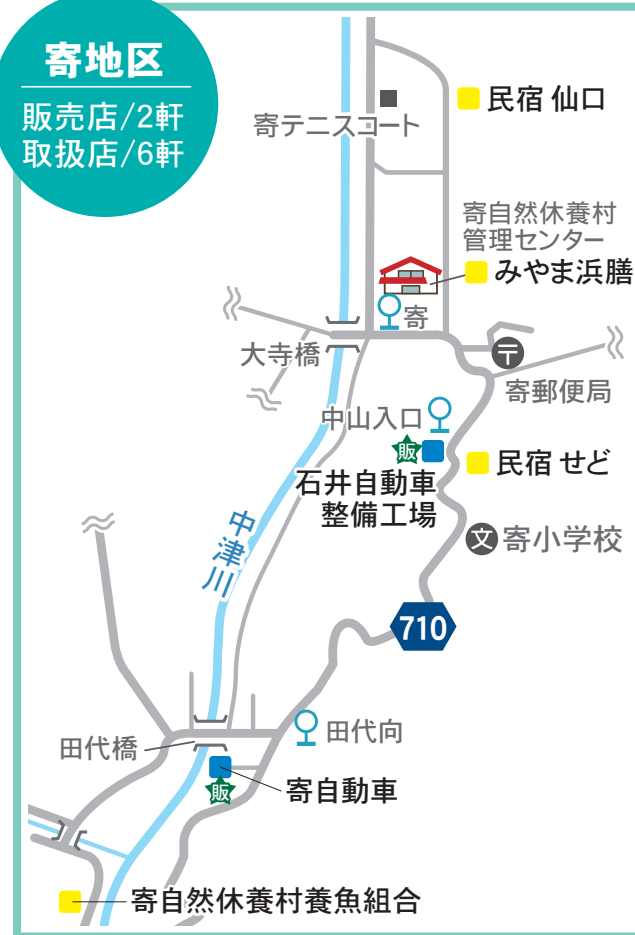 寄地区
販売店/2軒
取扱店/6軒
民宿 仙口
寄テニスコート
寄自然休養村
管理センター
みやま浜膳
寄
大寺橋
〒
寄郵便局
中山入口
販
石井自動車
整備工場
民宿 せど
中津川
文
寄小学校
710
田代向
田代橋
寄自動車
販
寄自然休養村養魚組合